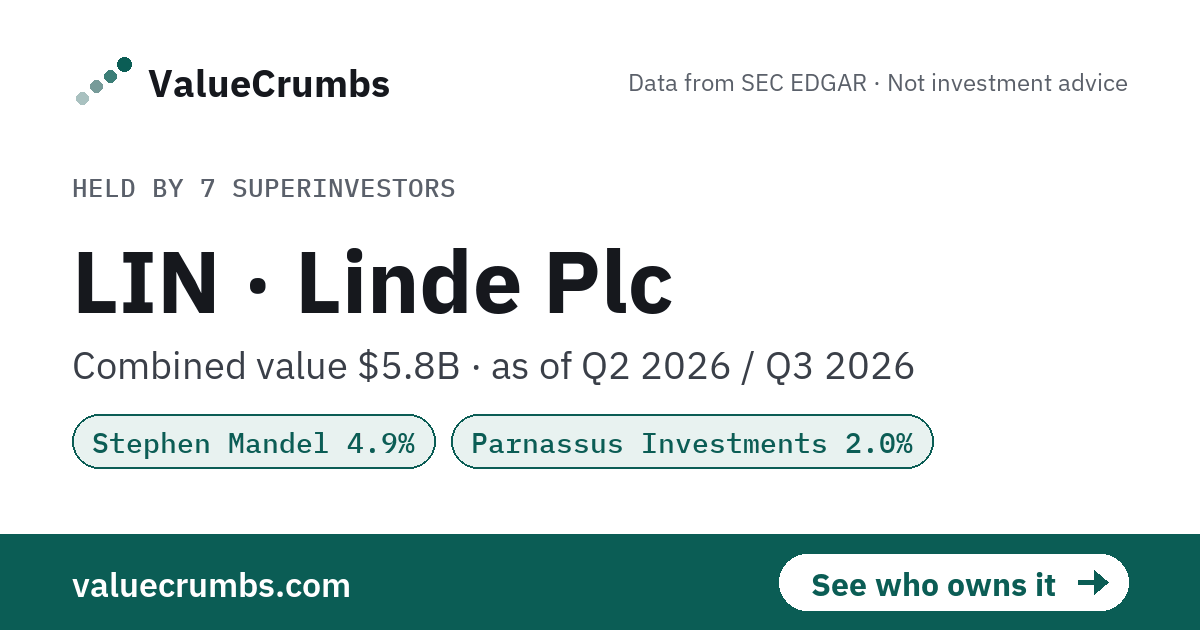 ValueCrumbs
Data from SEC EDGAR · Not investment advice
HELD BY 7 SUPERINVESTORS
LIN · Linde Plc
Combined value $5.8B · as of Q2 2026 / Q3 2026
Stephen Mandel 4.9%
Parnassus Investments 2.0%
valuecrumbs.com
See who owns it →